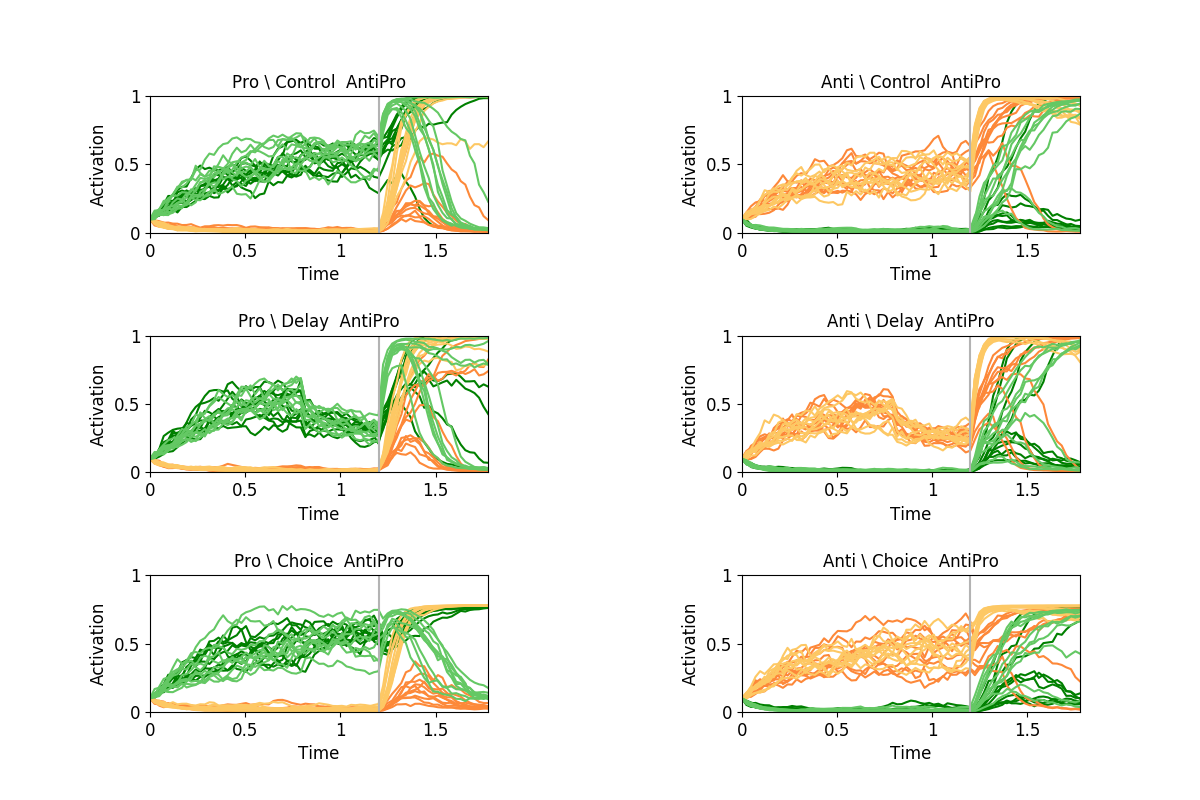 Pro \ Control  AntiPro
1
0.5
0
Activation
0
0.5
1
1.5
Time
Anti \ Control  AntiPro
1
0.5
0
Activation
0
0.5
1
1.5
Time
Pro \ Delay  AntiPro
1
0.5
0
Activation
0
0.5
1
1.5
Time
Anti \ Delay  AntiPro
1
0.5
0
Activation
0
0.5
1
1.5
Time
Pro \ Choice  AntiPro
1
0.5
0
Activation
0
0.5
1
1.5
Time
Anti \ Choice  AntiPro
1
0.5
0
Activation
0
0.5
1
1.5
Time